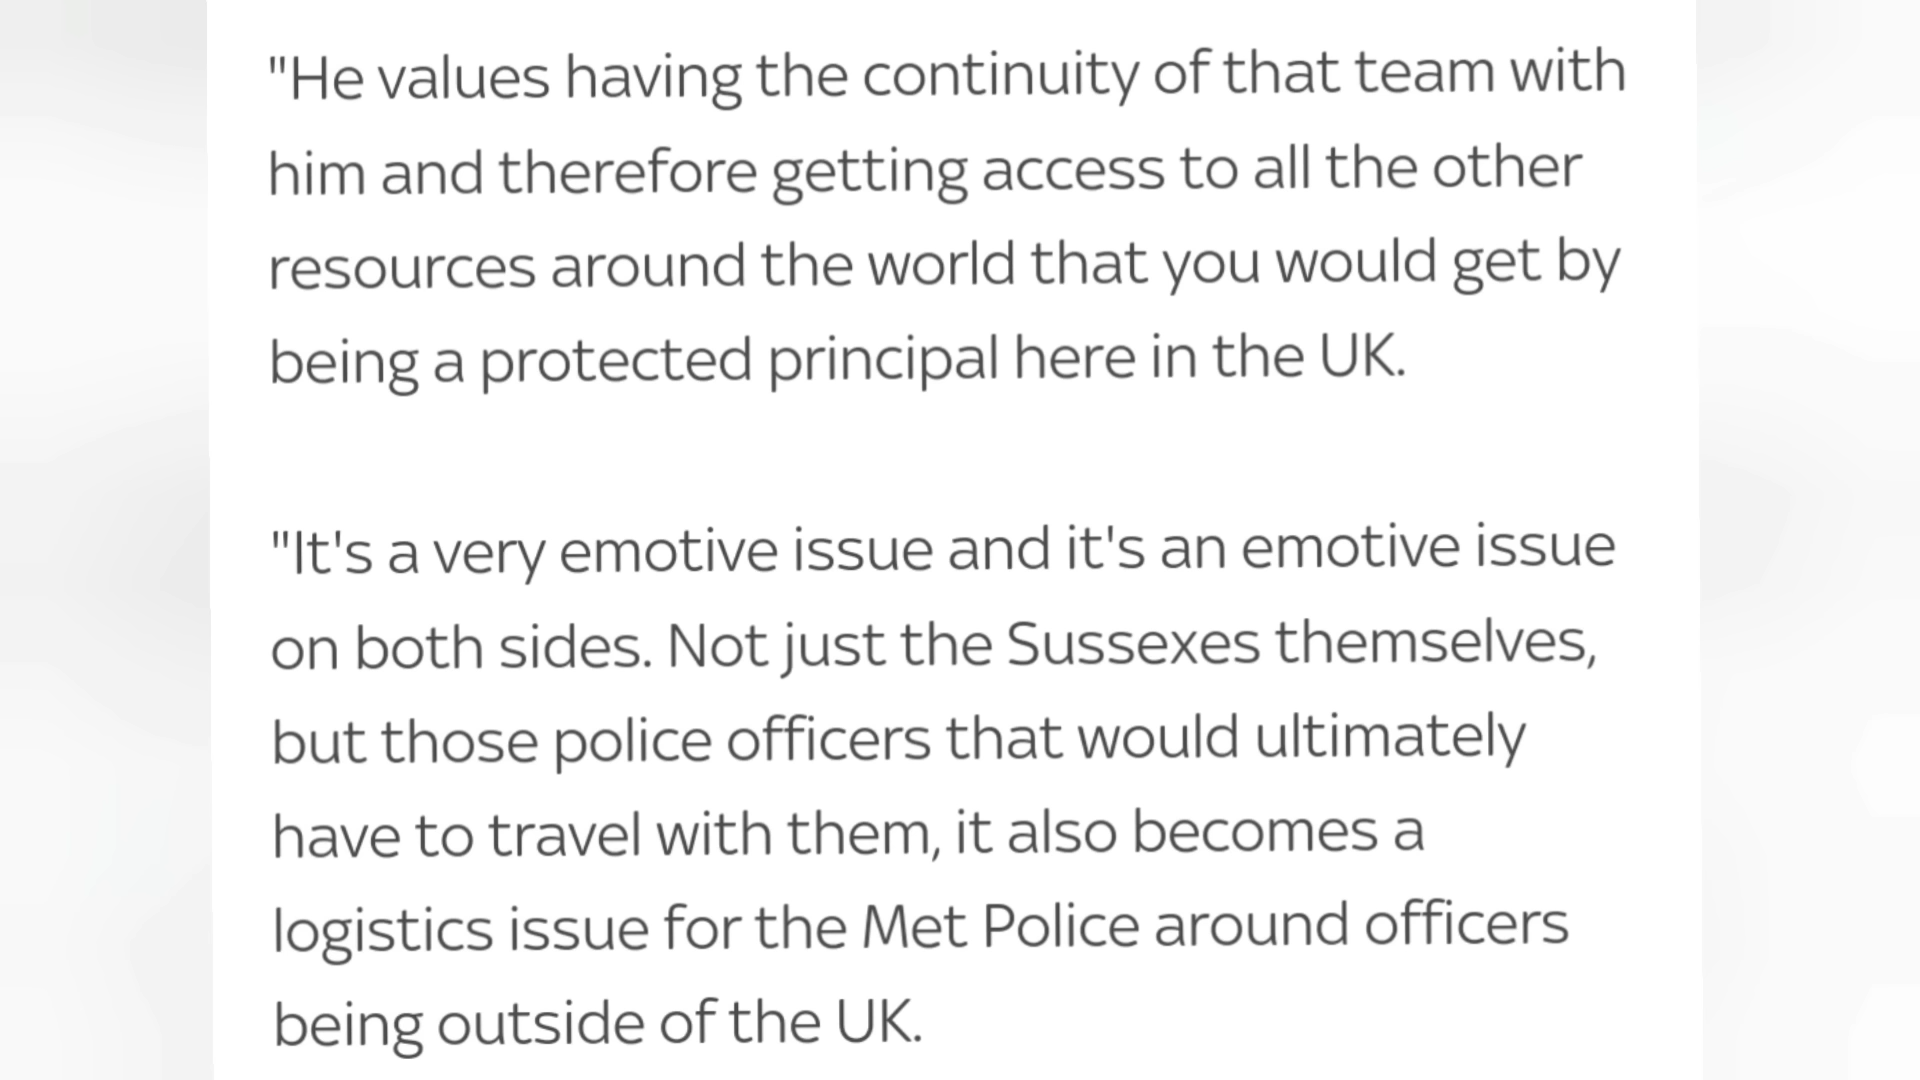 "He values having the continuity of that team with
him and therefore getting access to all the other
resources around the world that you would get by
being a protected principal here in the UK.
"It's a very emotive issue and it's an emotive issue
on both sides. Not just the Sussexes themselves,
but those police officers that would ultimately
have to travel with them, it also becomes a
logistics issue for the Met Police around officers
being outside of the UK.